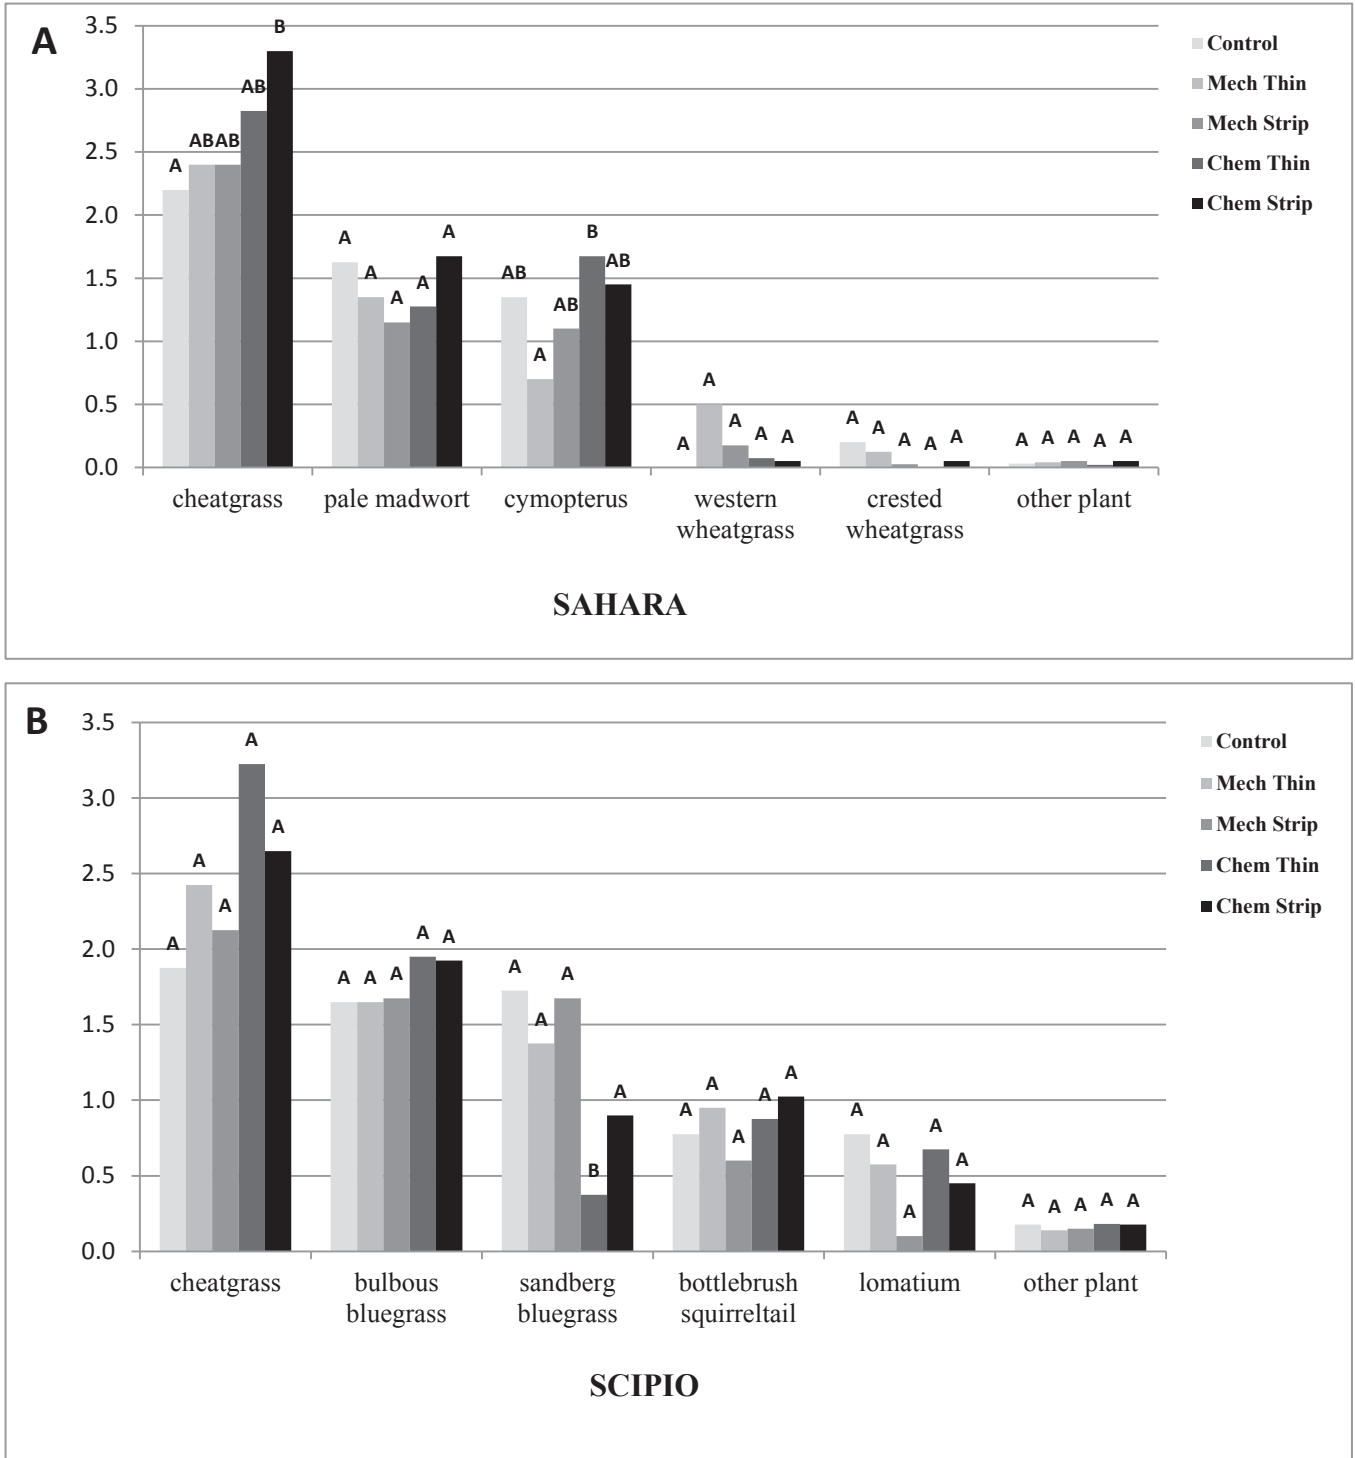 A
3.5
3.0
2.5
2.0
1.5
1.0
0.5
0.0
A AB AB AB B
A A A A A
AB A AB B AB
A A A A A
A A A A A
A A A A A
cheatgrass
pale madwort
cymopterus
western
wheatgrass
crested
wheatgrass
other plant
Control
Mech Thin
Mech Strip
Chem Thin
Chem Strip
SAHARA
B
3.5
3.0
2.5
2.0
1.5
1.0
0.5
0.0
A A A A A
A A A A A
A A A B A
A A A A A
A A A A A
A A A A A
cheatgrass
bulbous
bluegrass
sandberg
bluegrass
bottlebrush
squirreltail
lomatium
other plant
Control
Mech Thin
Mech Strip
Chem Thin
Chem Strip
SCIPIO